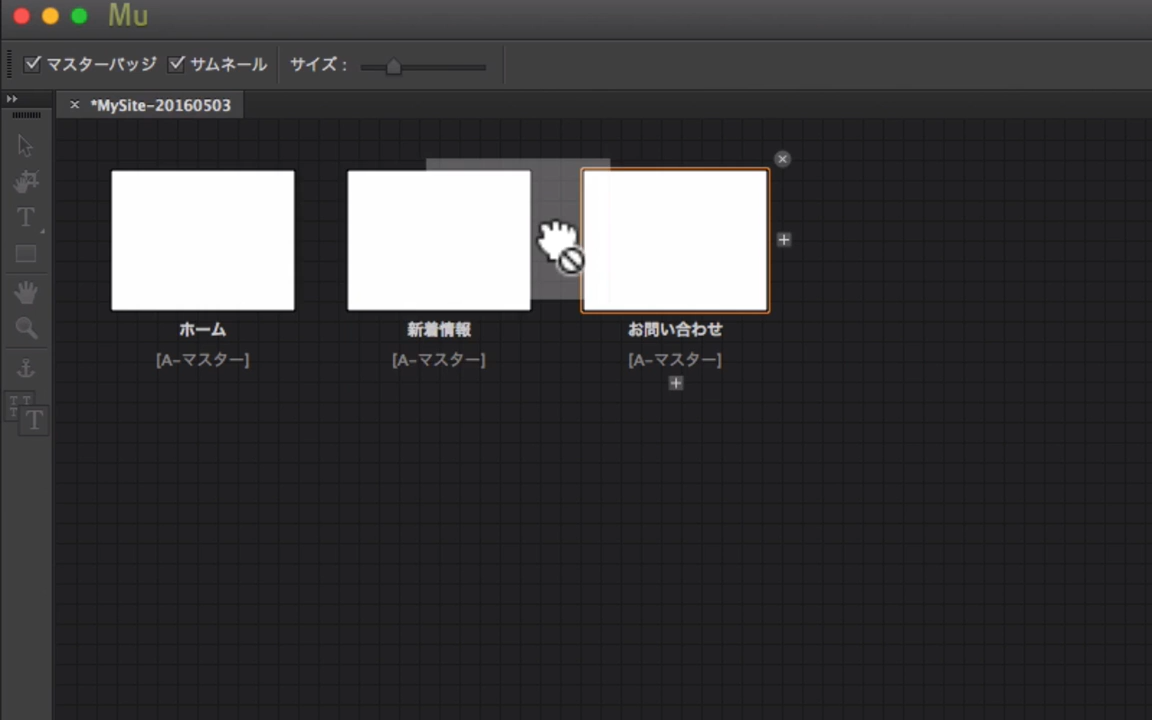 Mu
マスターバッジ サムネール サイズ：
*MySite-20160503
T
ホーム 新着情報 お問い合わせ
[A-マスター] [A-マスター] [A-マスター]
T T
T T